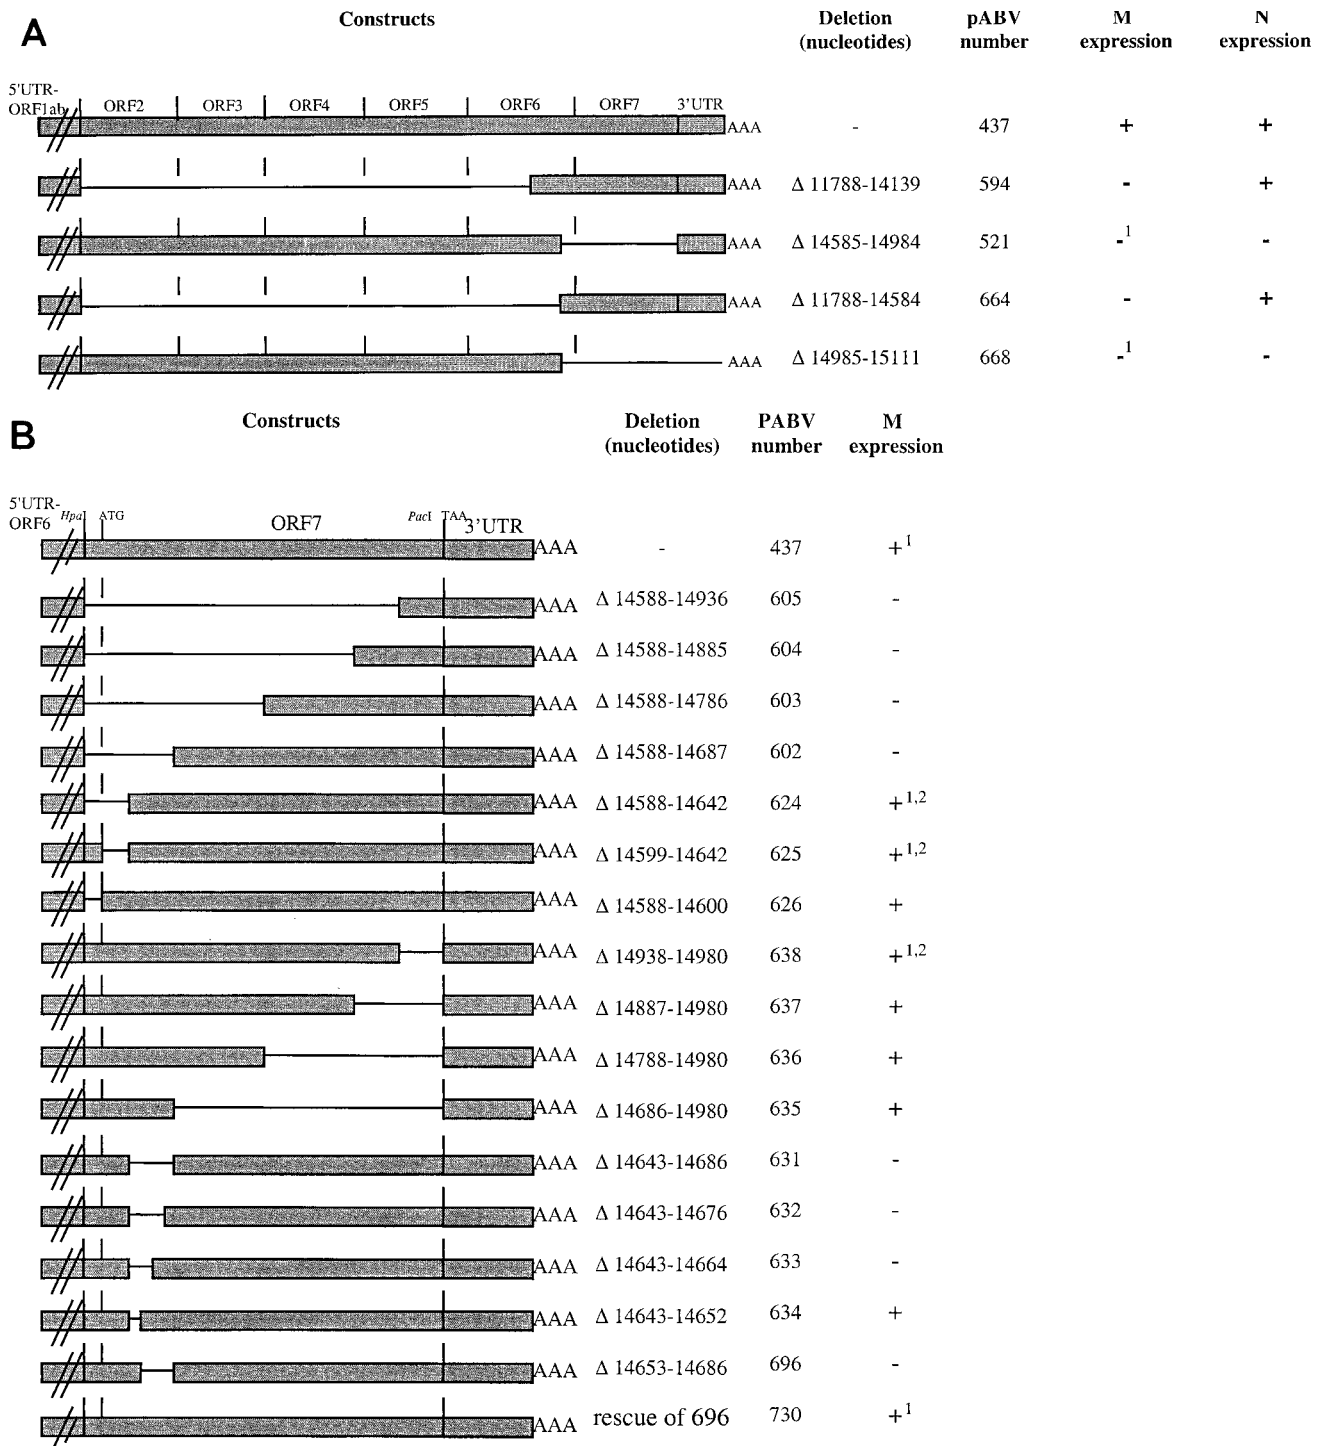 A
Constructs
Deletion (nucleotides) pABV number M expression N expression
5'UTR-ORF1ab ORF2 ORF3 ORF4 ORF5 ORF6 ORF7 3'UTR
AAA - 437 + +
AAA Δ 11788-14139 594 - +
AAA Δ 14585-14984 521 -1 -
AAA Δ 11788-14584 664 - +
AAA Δ 14985-15111 668 -1 -
B
Constructs
Deletion (nucleotides) PABV number M expression
5'UTR-ORF6 HpaI ATG ORF7 PacI TAA 3'UTR
AAA - 437 +1
AAA Δ 14588-14936 605 -
AAA Δ 14588-14885 604 -
AAA Δ 14588-14786 603 -
AAA Δ 14588-14687 602 -
AAA Δ 14588-14642 624 +1,2
AAA Δ 14599-14642 625 +1,2
AAA Δ 14588-14600 626 +
AAA Δ 14938-14980 638 +1,2
AAA Δ 14887-14980 637 +
AAA Δ 14788-14980 636 +
AAA Δ 14686-14980 635 +
AAA Δ 14643-14686 631 -
AAA Δ 14643-14676 632 -
AAA Δ 14643-14664 633 -
AAA Δ 14643-14652 634 +
AAA Δ 14653-14686 696 -
AAA rescue of 696 730 +1